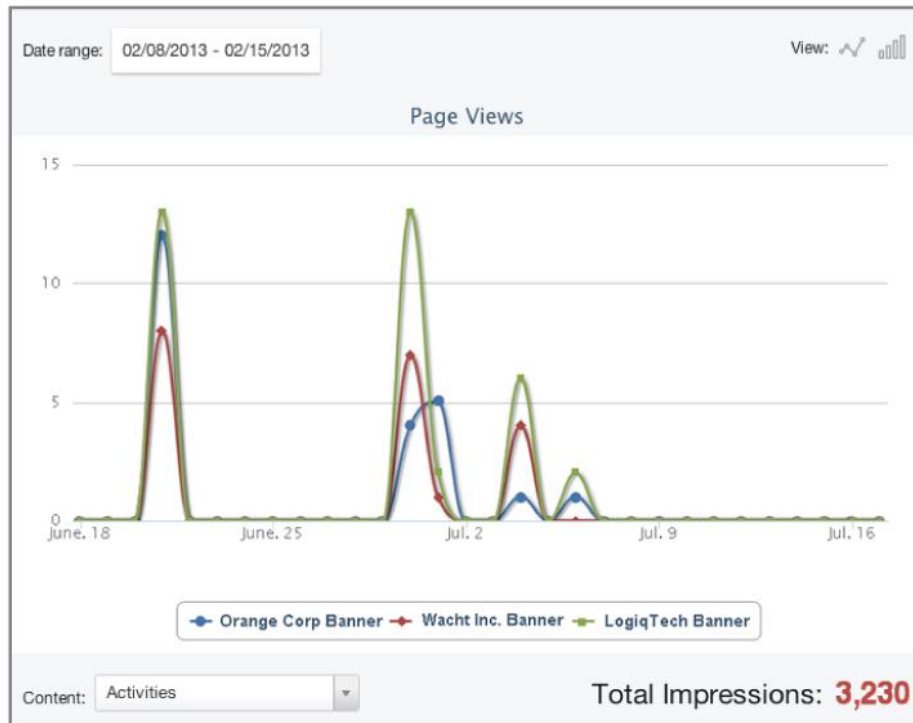 Date range: 02/08/2013 - 02/15/2013 View:
Page Views
15
10
5
0
June. 18 June. 25 Jul. 2 Jul. 9 Jul. 16
Orange Corp Banner Wacht Inc. Banner LogiqTech Banner
Content: Activities Total Impressions: 3,230